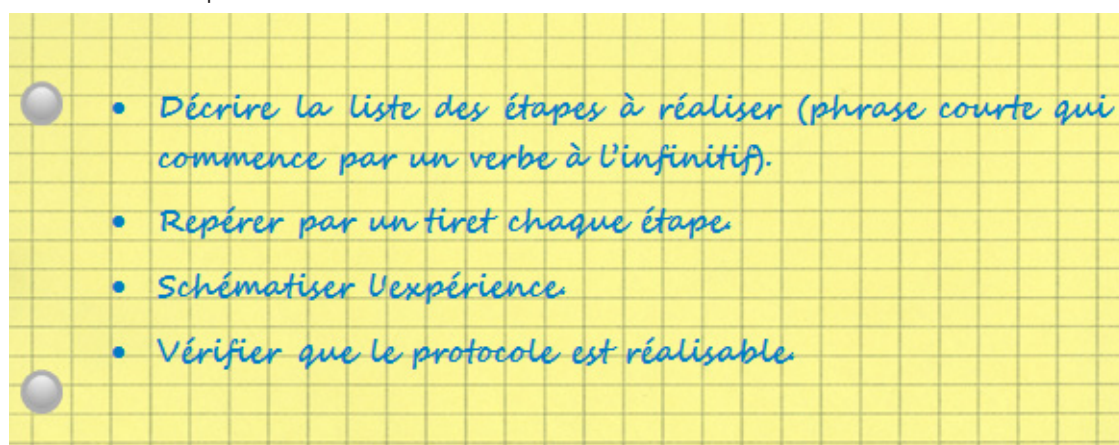 • Décrire la liste des étapes à réaliser (phrase courte qui
commence par un verbe à l'infinitif).
• Repérer par un tiret chaque étape.
• Schématiser l'expérience.
• Vérifier que le protocole est réalisable.